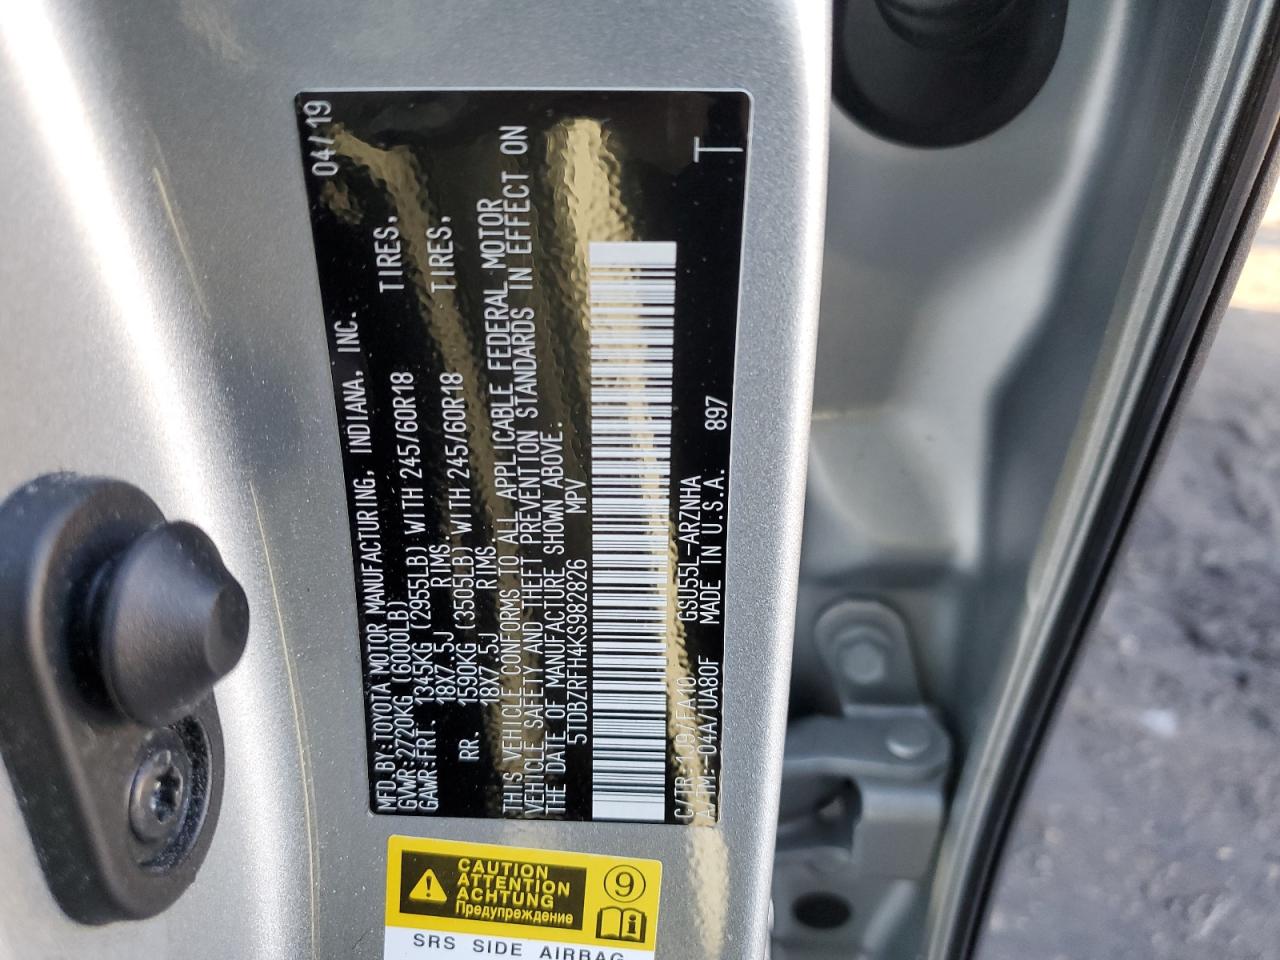 04/19
MFD.BY:TOYOTA MOTOR MANUFACTURING, INDIANA, INC.
GVWR:2720KG (6000LB)
GAWR:FRT. 1345KG (2955LB) WITH 245/60R18 TIRES,
18X7.5J RIMS.
RR. 1590KG (3505LB) WITH 245/60R18 TIRES,
18X7.5J RIMS
THIS VEHICLE CONFORMS TO ALL APPLICABLE FEDERAL MOTOR
VEHICLE SAFETY AND THEFT PREVENTION STANDARDS IN EFFECT ON
THE DATE OF MANUFACTURE SHOWN ABOVE.
5TDBZRFH4KS982826 MPV
C/TR:1J9/FA10 GSU55L-ARZNHA
A/TM:-04A/UA80F MADE IN U.S.A. 897
T
CAUTION
ATTENTION
ACHTUNG
Предупреждение
9
i
SRS SIDE AIRBAG